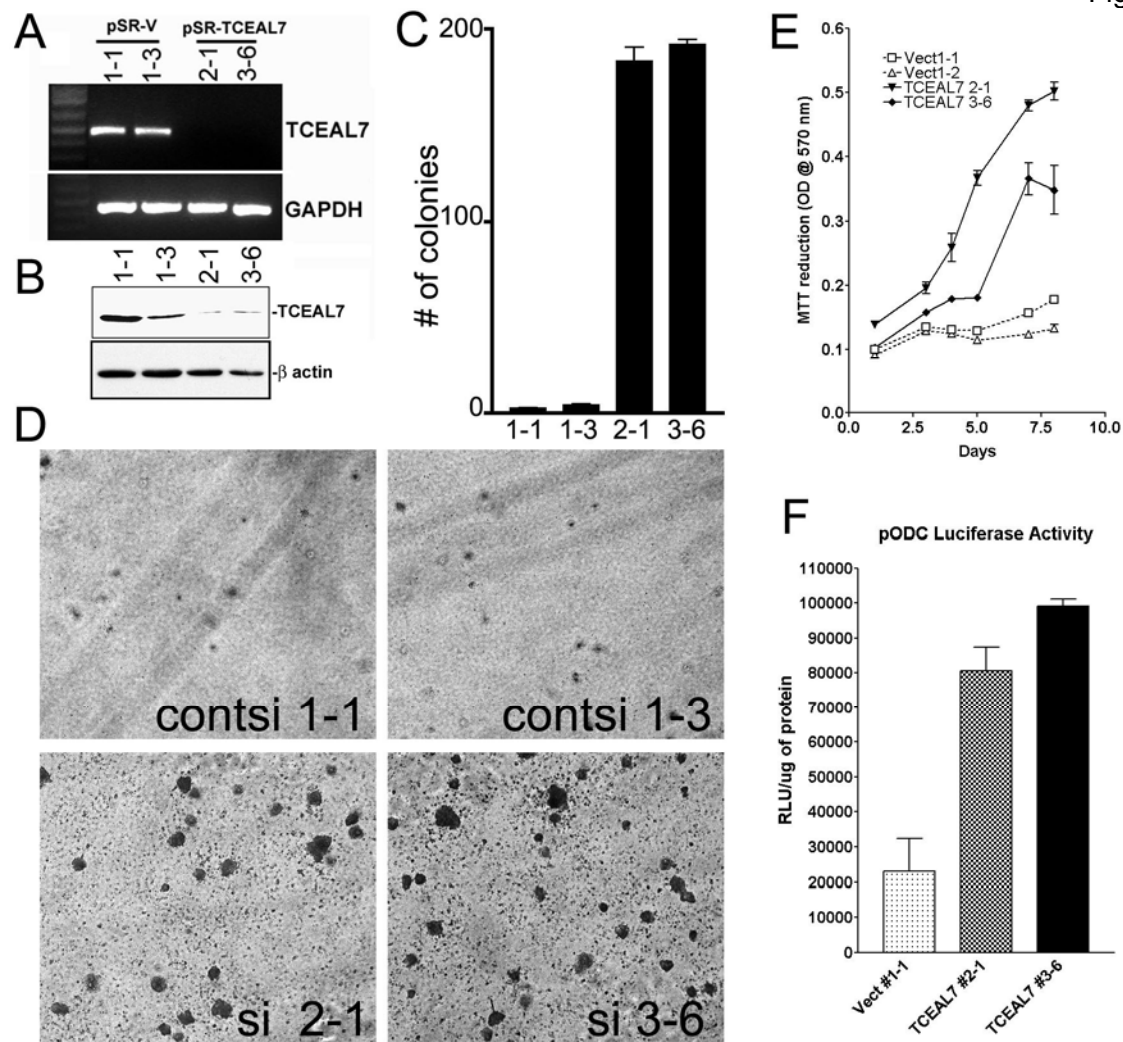 Fig
A
pSR-V pSR-TCEAL7
1-1 1-3 2-1 3-6
TCEAL7
GAPDH
B
1-1 1-3 2-1 3-6
-TCEAL7
-β actin
C
# of colonies
200
100
0
1-1 1-3 2-1 3-6
D
contsi 1-1
contsi 1-3
si 2-1
si 3-6
E
MTT reduction (OD @ 570 nm)
Vect1-1
Vect1-2
TCEAL7 2-1
TCEAL7 3-6
0.6
0.5
0.4
0.3
0.2
0.1
0.0
0.0 2.5 5.0 7.5 10.0
Days
F
pODC Luciferase Activity
RLU/ug of protein
110000
100000
90000
80000
70000
60000
50000
40000
30000
20000
10000
0
Vect #1-1
TCEAL7 #2-1
TCEAL7 #3-6